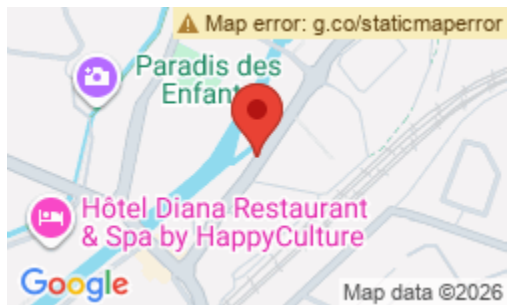 Map error: g.co/staticmaperror
Paradis des
Enfant
Hôtel Diana Restaurant
& Spa by HappyCulture
Google
Map data ©2026